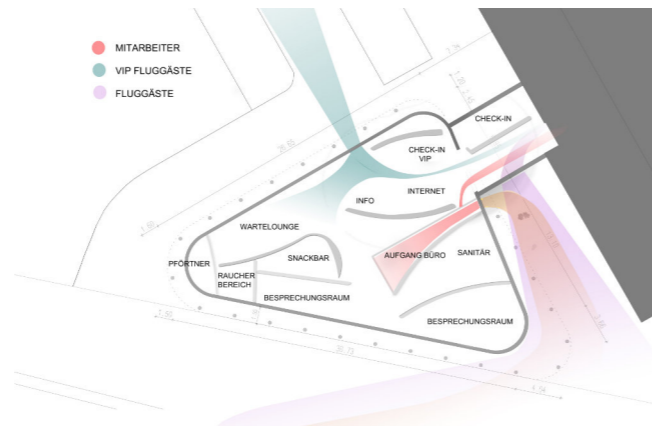 MITARBEITER
VIP FLUGGÄSTE
FLUGGÄSTE
CHECK-IN
CHECK-IN
VIP
INTERNET
INFO
WARTELOUNGE
SNACKBAR
AUFGANG BÜRO
SANITÄR
PFÖRTNER
RAUCHER
BEREICH
BESPRECHUNGSRAUM
BESPRECHUNGSRAUM